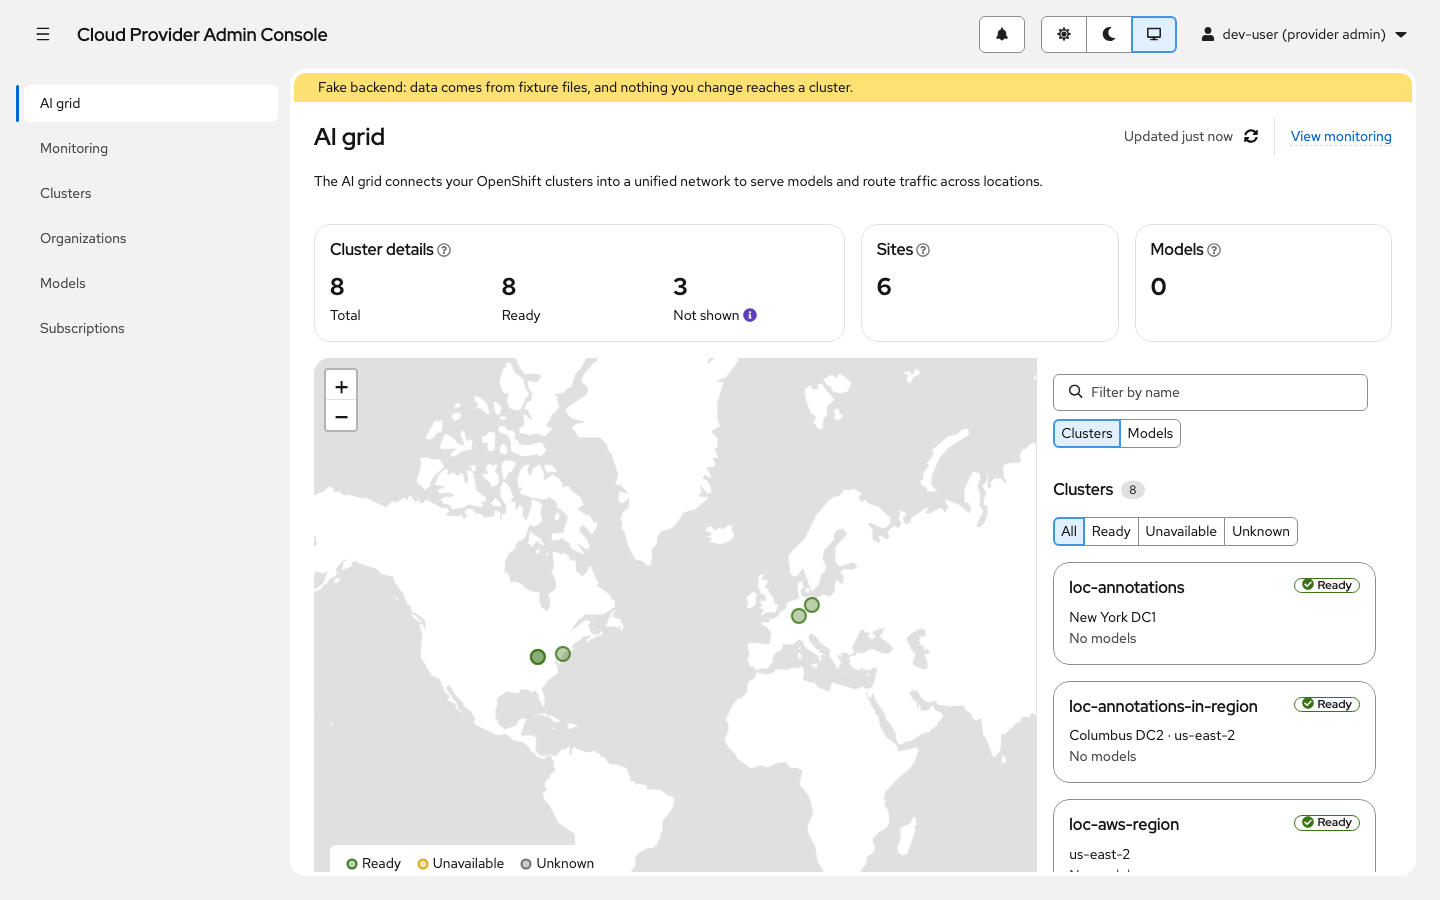 Cloud Provider Admin Console
dev-user (provider admin)
AI grid
Monitoring
Clusters
Organizations
Models
Subscriptions
Fake backend: data comes from fixture files, and nothing you change reaches a cluster.
AI grid
Updated just now
View monitoring
The AI grid connects your OpenShift clusters into a unified network to serve models and route traffic across locations.
Cluster details
8
Total
8
Ready
3
Not shown
Sites
6
Models
0
+
−
Ready
Unavailable
Unknown
Filter by name
Clusters
Models
Clusters 8
All
Ready
Unavailable
Unknown
loc-annotations
Ready
New York DC1
No models
loc-annotations-in-region
Ready
Columbus DC2 · us-east-2
No models
loc-aws-region
Ready
us-east-2